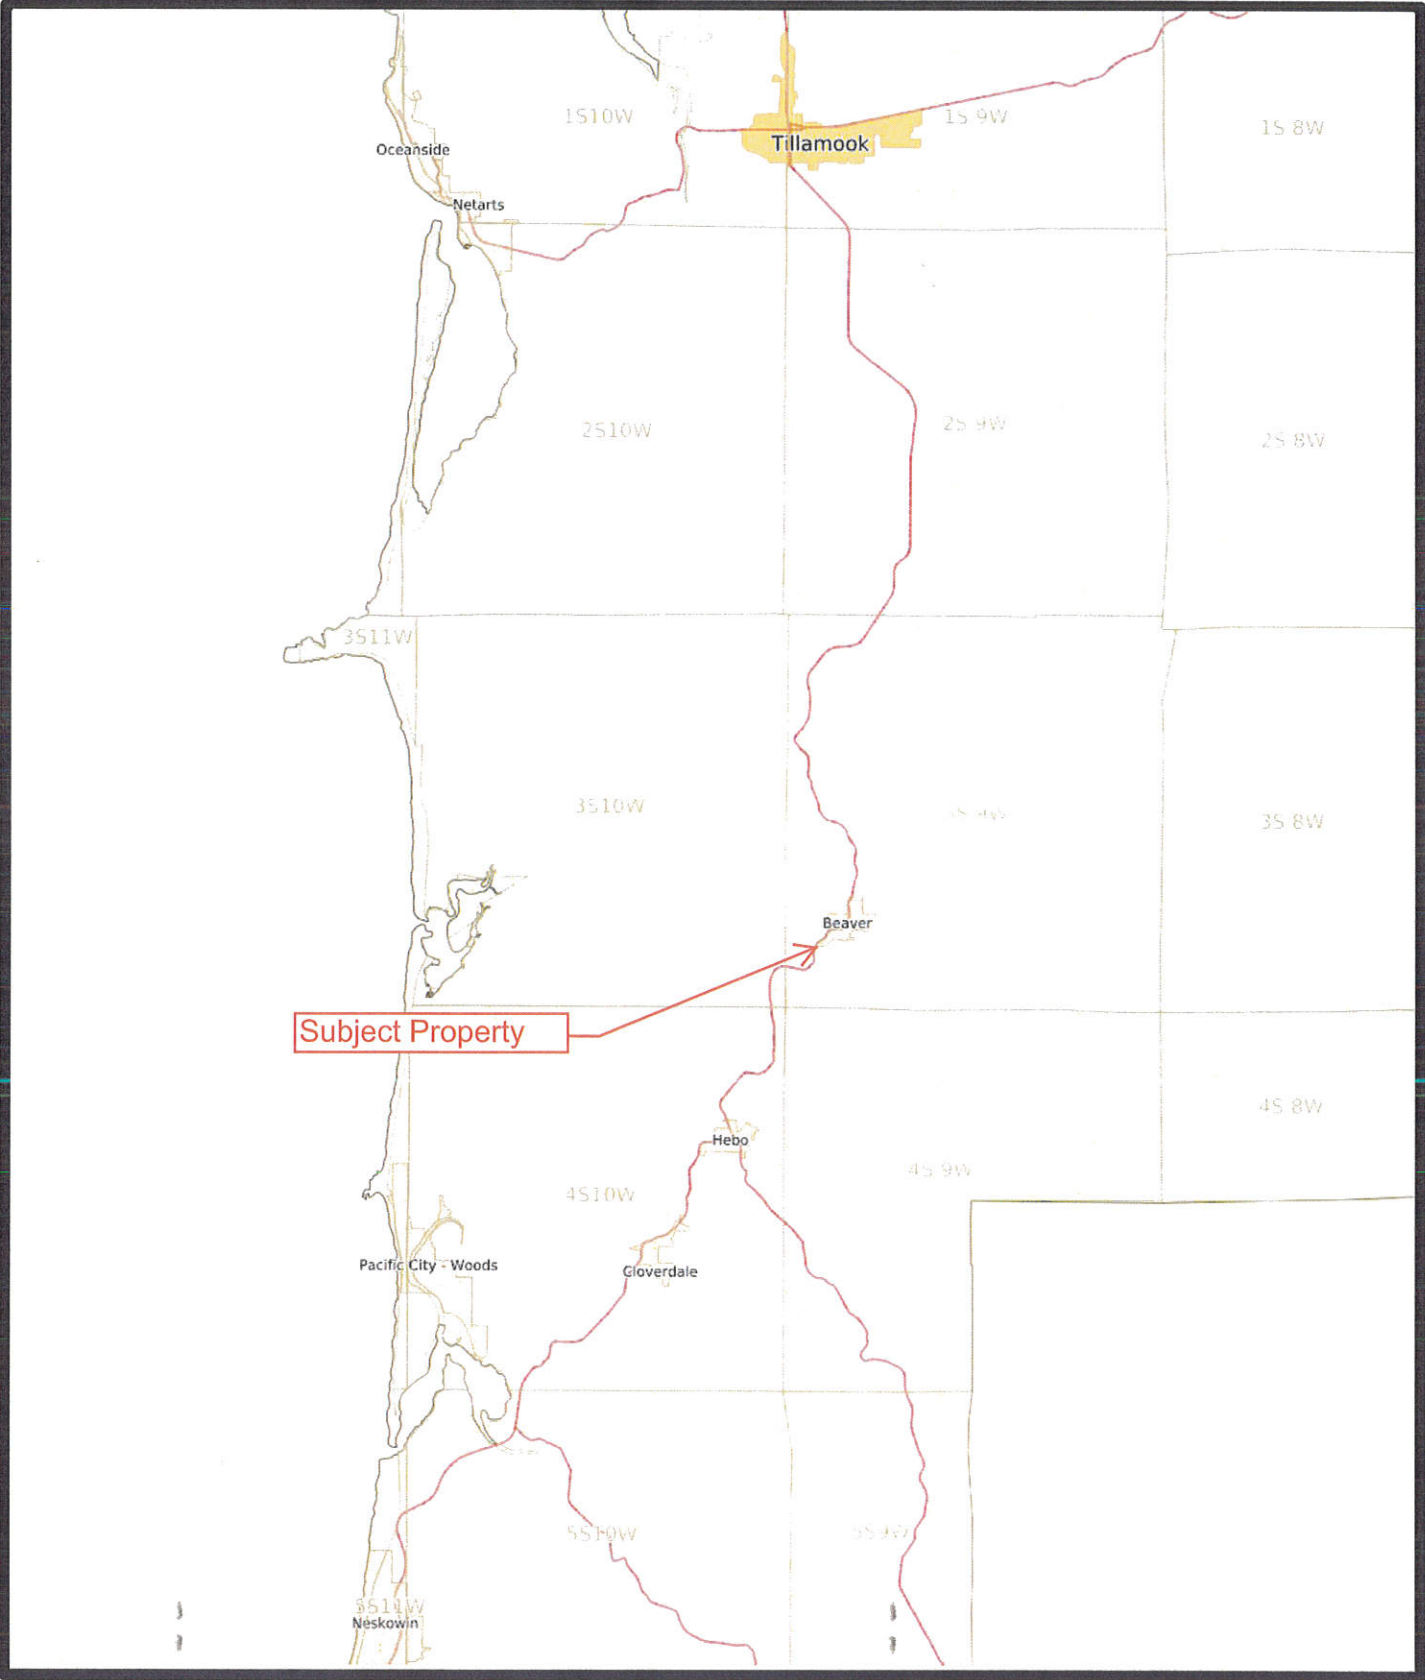 1S10W
1S 9W
1S 8W
Tillamook
Oceanside
Netarts
2S10W
2S 9W
2S 8W
3S11W
3S10W
3S 8W
Beaver
Subject Property
4S 8W
Hebo
4S 9W
4S10W
Pacific City - Woods
Cloverdale
5S10W
5S 9W
5S11W
Neskowin